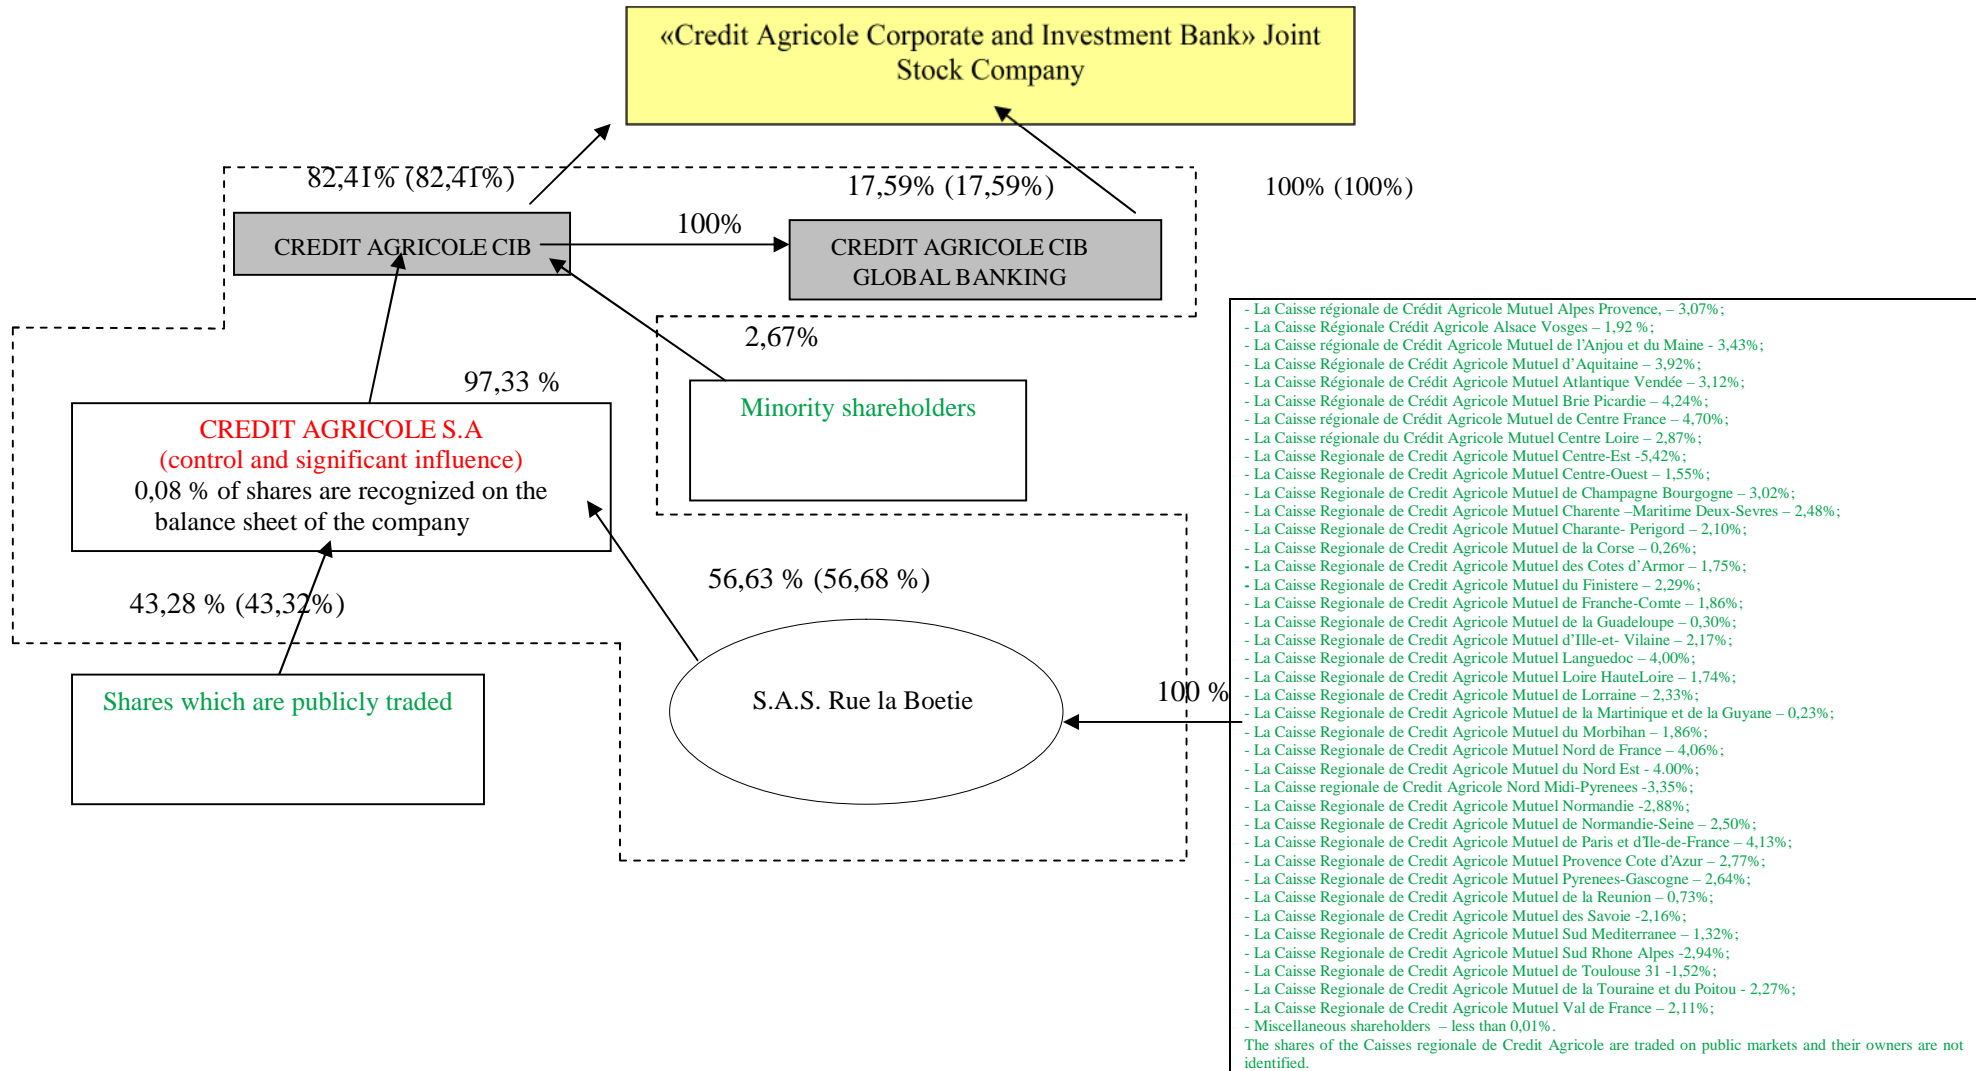 «Credit Agricole Corporate and Investment Bank» Joint
Stock Company
82,41% (82,41%)
17,59% (17,59%)
100% (100%)
100%
CREDIT AGRICOLE CIB
CREDIT AGRICOLE CIB
GLOBAL BANKING
2,67%
97,33 %
Minority shareholders
CREDIT AGRICOLE S.A
(control and significant influence)
0,08 % of shares are recognized on the
balance sheet of the company
56,63 % (56,68 %)
43,28 % (43,32%)
Shares which are publicly traded
S.A.S. Rue la Boetie
100 %
- La Caisse régionale de Crédit Agricole Mutuel Alpes Provence, – 3,07%;
- La Caisse Régionale Crédit Agricole Alsace Vosges – 1,92 %;
- La Caisse régionale de Crédit Agricole Mutuel de l'Anjou et du Maine - 3,43%;
- La Caisse Régionale de Crédit Agricole Mutuel d'Aquitaine – 3,92%;
- La Caisse Régionale de Crédit Agricole Mutuel Atlantique Vendée – 3,12%;
- La Caisse Régionale de Crédit Agricole Mutuel Brie Picardie – 4,24%;
- La Caisse régionale de Crédit Agricole Mutuel de Centre France – 4,70%;
- La Caisse régionale du Crédit Agricole Mutuel Centre Loire – 2,87%;
- La Caisse Regionale de Credit Agricole Mutuel Centre-Est -5,42%;
- La Caisse Regionale de Credit Agricole Mutuel Centre-Ouest – 1,55%;
- La Caisse Regionale de Credit Agricole Mutuel de Champagne Bourgogne – 3,02%;
- La Caisse Regionale de Credit Agricole Mutuel Charente –Maritime Deux-Sevres – 2,48%;
- La Caisse Regionale de Credit Agricole Mutuel Charante- Perigord – 2,10%;
- La Caisse Regionale de Credit Agricole Mutuel de la Corse – 0,26%;
- La Caisse Regionale de Credit Agricole Mutuel des Cotes d'Armor – 1,75%;
- La Caisse Regionale de Credit Agricole Mutuel du Finistere – 2,29%;
- La Caisse Regionale de Credit Agricole Mutuel de Franche-Comte – 1,86%;
- La Caisse Regionale de Credit Agricole Mutuel de la Guadeloupe – 0,30%;
- La Caisse Regionale de Credit Agricole Mutuel d'Ille-et- Vilaine – 2,17%;
- La Caisse Regionale de Credit Agricole Mutuel Languedoc – 4,00%;
- La Caisse Regionale de Credit Agricole Mutuel Loire HauteLoire – 1,74%;
- La Caisse Regionale de Credit Agricole Mutuel de Lorraine – 2,33%;
- La Caisse Regionale de Credit Agricole Mutuel de la Martinique et de la Guyane – 0,23%;
- La Caisse Regionale de Credit Agricole Mutuel du Morbihan – 1,86%;
- La Caisse Regionale de Credit Agricole Mutuel Nord de France – 4,06%;
- La Caisse Regionale de Credit Agricole Mutuel du Nord Est - 4.00%;
- La Caisse regionale de Credit Agricole Nord Midi-Pyrenees -3,35%;
- La Caisse Regionale de Credit Agricole Mutuel Normandie -2,88%;
- La Caisse Regionale de Credit Agricole Mutuel de Normandie-Seine – 2,50%;
- La Caisse Regionale de Credit Agricole Mutuel de Paris et d'Ile-de-France – 4,13%;
- La Caisse Regionale de Credit Agricole Mutuel Provence Cote d'Azur – 2,77%;
- La Caisse Regionale de Credit Agricole Mutuel Pyrenees-Gascogne – 2,64%;
- La Caisse Regionale de Credit Agricole Mutuel de la Reunion – 0,73%;
- La Caisse Regionale de Credit Agricole Mutuel des Savoie -2,16%;
- La Caisse Regionale de Credit Agricole Mutuel Sud Mediterranee – 1,32%;
- La Caisse Regionale de Credit Agricole Mutuel Sud Rhone Alpes -2,94%;
- La Caisse Regionale de Credit Agricole Mutuel de Toulouse 31 -1,52%;
- La Caisse Regionale de Credit Agricole Mutuel de la Touraine et du Poitou - 2,27%;
- La Caisse Regionale de Credit Agricole Mutuel Val de France – 2,11%;
- Miscellaneous shareholders – less than 0,01%.
The shares of the Caisses regionale de Credit Agricole are traded on public markets and their owners are not
identified.